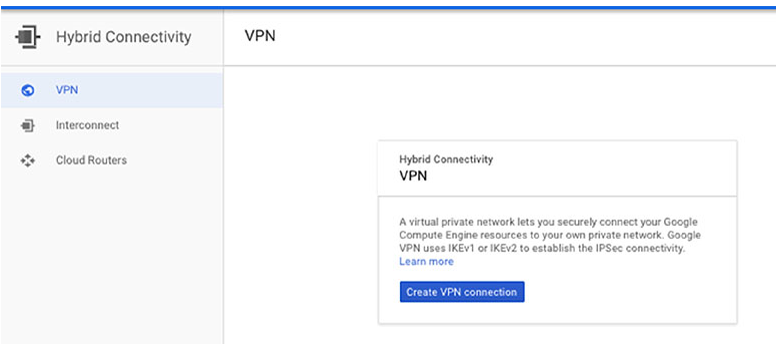 Hybrid Connectivity
VPN
VPN
Interconnect
Cloud Routers
Hybrid Connectivity
VPN
A virtual private network lets you securely connect your Google
Compute Engine resources to your own private network. Google
VPN uses IKEv1 or IKEv2 to establish the IPSec connectivity.
Learn more
Create VPN connection